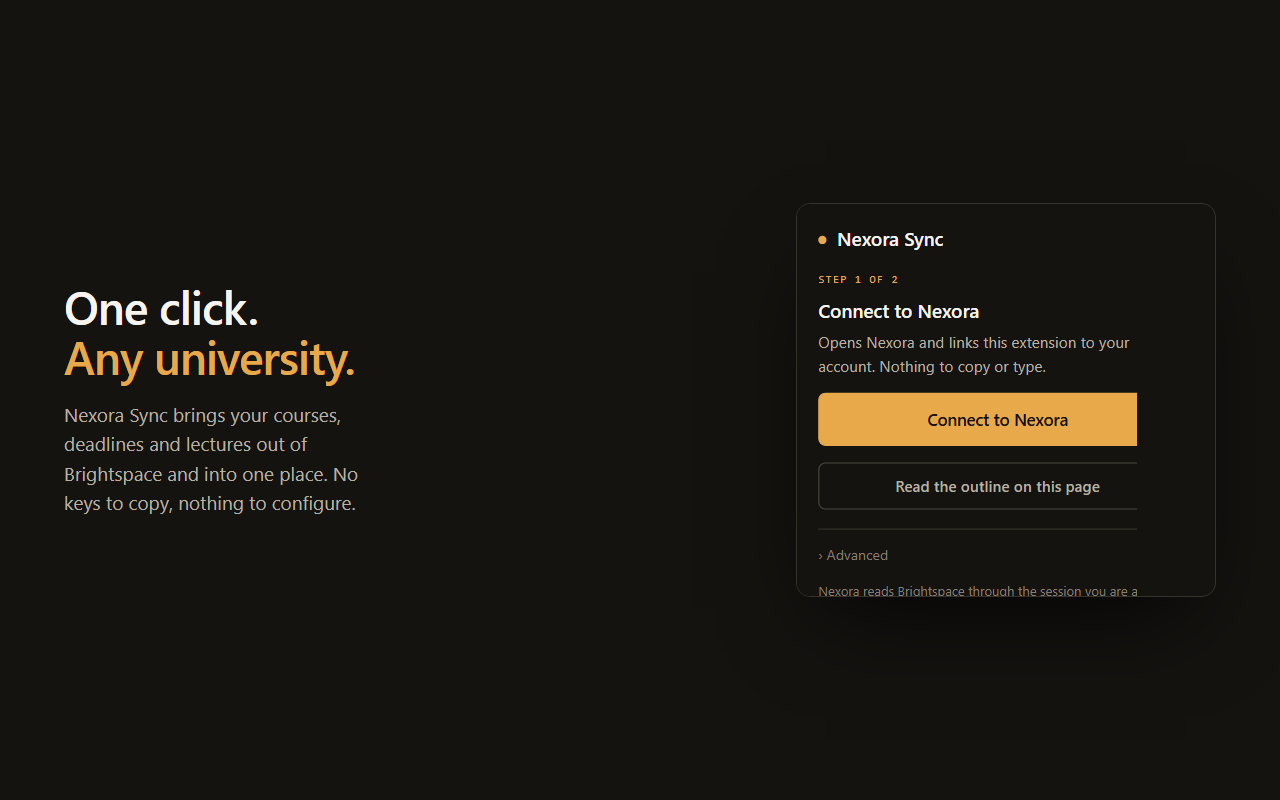 One click.
Any university.
Nexora Sync brings your courses,
deadlines and lectures out of
Brightspace and into one place. No
keys to copy, nothing to configure.
Nexora Sync
STEP 1 OF 2
Connect to Nexora
Opens Nexora and links this extension to your
account. Nothing to copy or type.
Connect to Nexora
Read the outline on this page
› Advanced
Nexora reads Brightspace through the session you are a